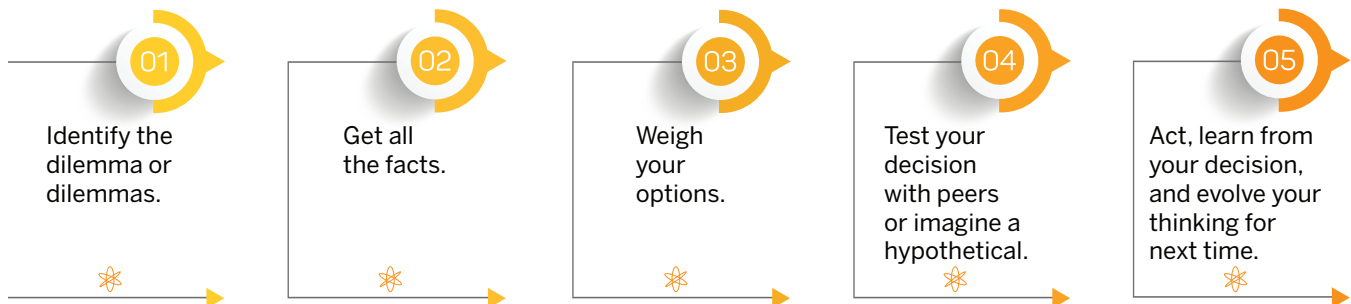 01
Identify the
dilemma or
dilemmas.
02
Get all
the facts.
03
Weigh
your
options.
04
Test your
decision
with peers
or imagine a
hypothetical.
05
Act, learn from
your decision,
and evolve your
thinking for
next time.